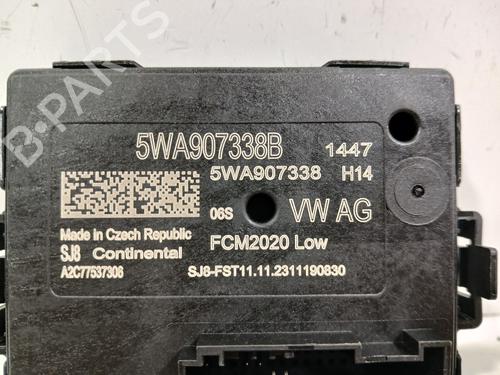 B-PARTS
5WA907338B 1447
5WA907338 H14
06S VW AG
Made in Czech Republic
SJ8 Continental FCM2020 Low
A2C77537306 SJ8-FST11.11.2311190830